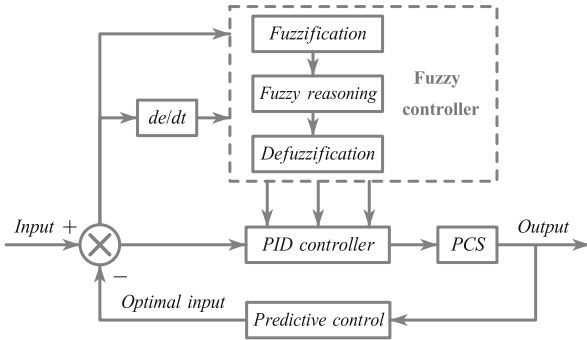 Fuzzification
Fuzzy reasoning
Defuzzification
Fuzzy
controller
de/dt
Input +
−
PID controller
PCS
Output
Optimal input
Predictive control